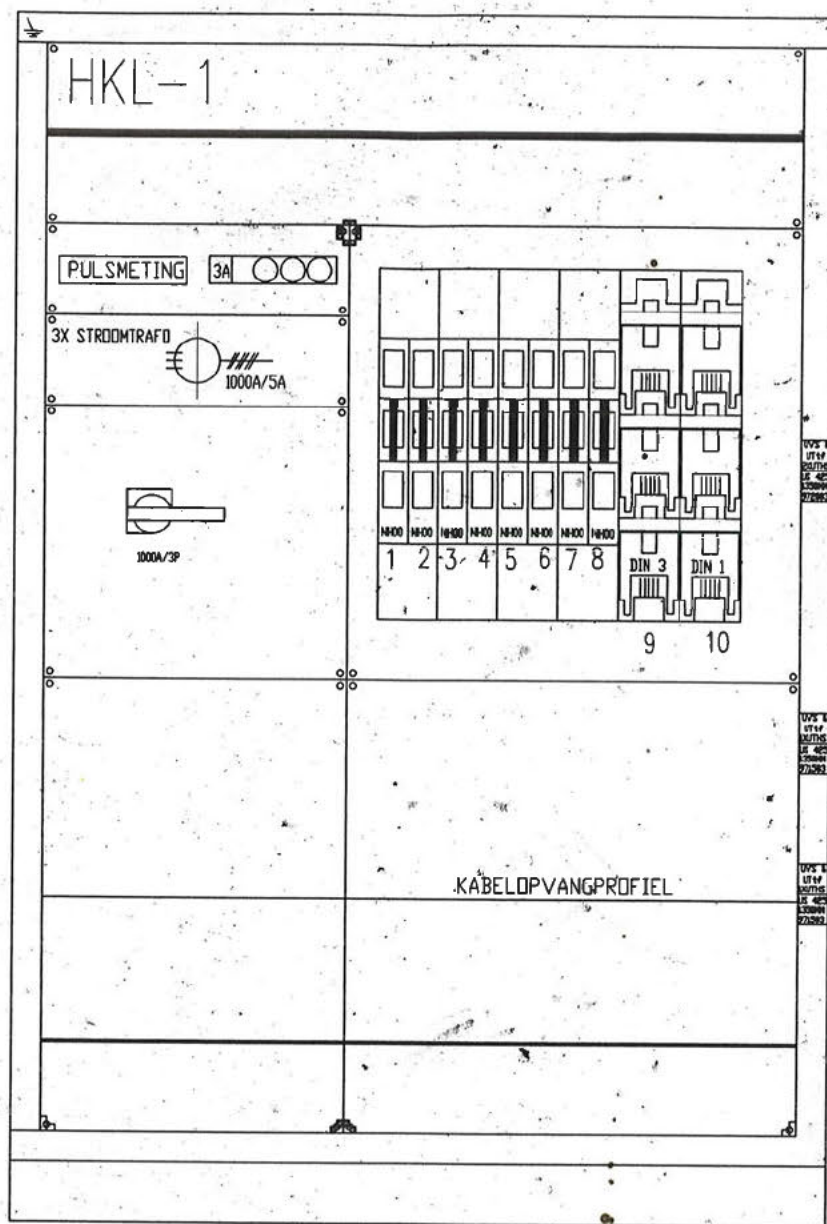 HKL-1
PULSMETING 3A
3X STROOMTRAFO
1000A/5A
1000A/3P
NH00 NH00 NH00 NH00 NH00 NH00 NH00 NH00
1 2 3 4 5 6 7 8
DIN 3 DIN 1
9 10
KABELOPVANGPROFIEL